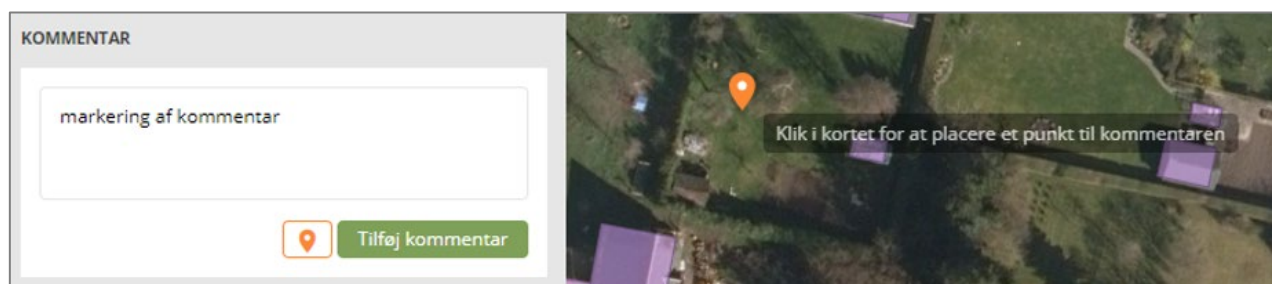 KOMMENTAR
markering af kommentar
Tilføj kommentar
Klik i kortet for at placere et punkt til kommentaren